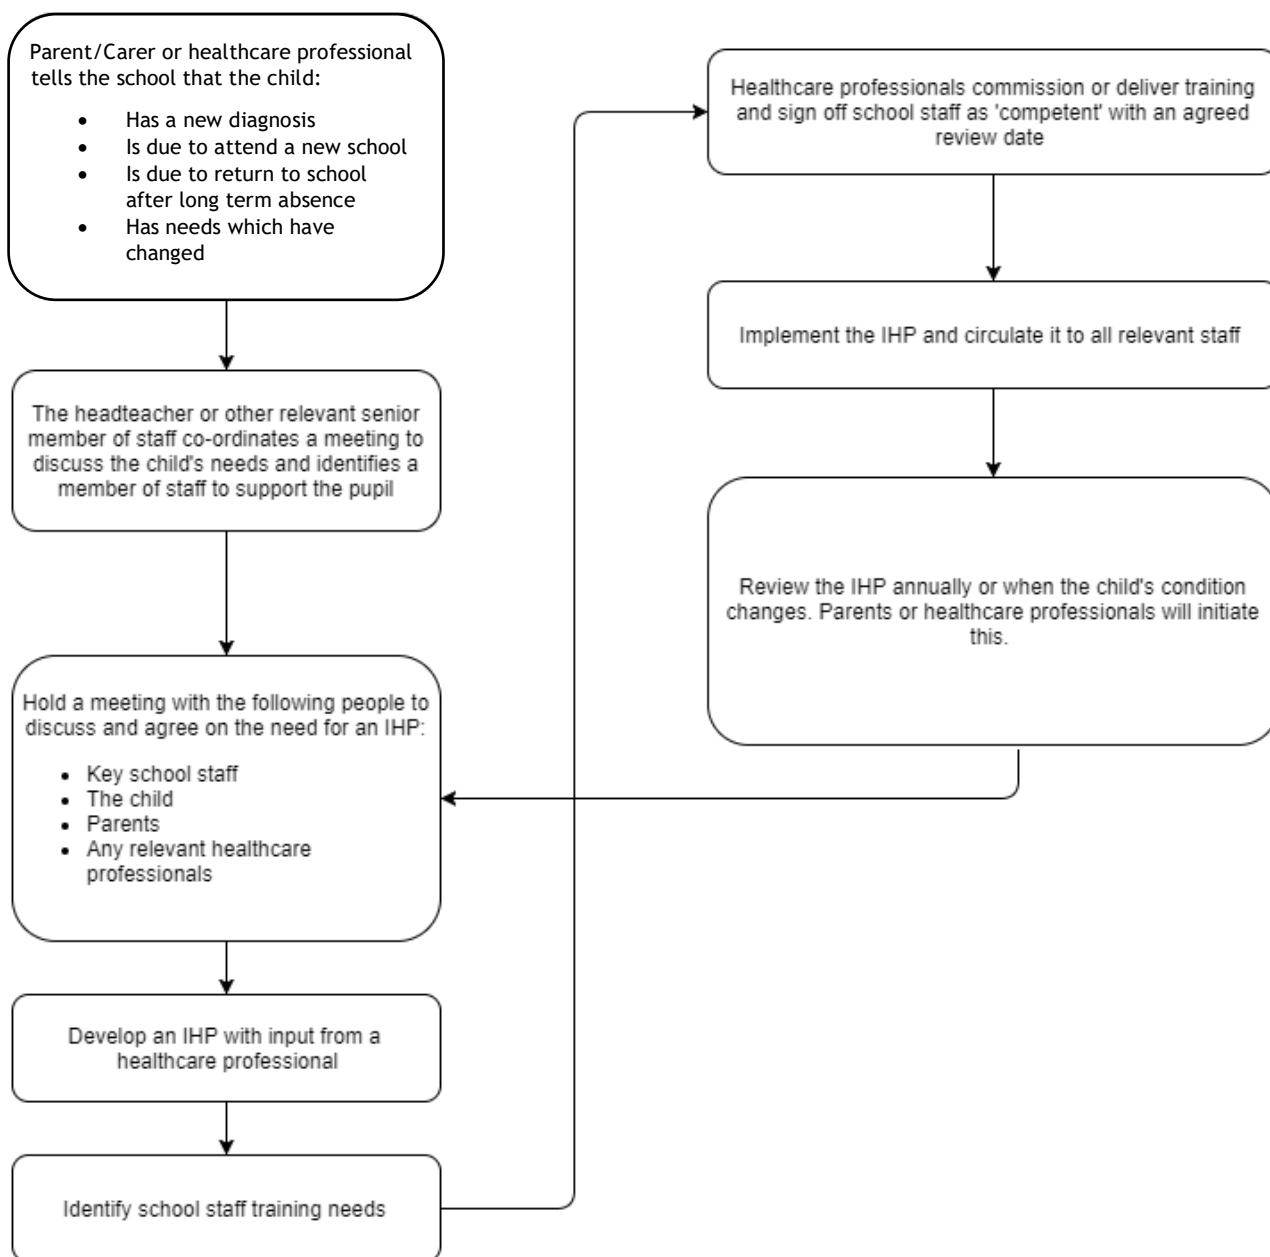 Parent/Carer or healthcare professional
tells the school that the child:
• Has a new diagnosis
• Is due to attend a new school
• Is due to return to school
after long term absence
• Has needs which have
changed
The headteacher or other relevant senior
member of staff co-ordinates a meeting to
discuss the child's needs and identifies a
member of staff to support the pupil
Hold a meeting with the following people to
discuss and agree on the need for an IHP:
• Key school staff
• The child
• Parents
• Any relevant healthcare
professionals
Develop an IHP with input from a
healthcare professional
Identify school staff training needs
Healthcare professionals commission or deliver training
and sign off school staff as 'competent' with an agreed
review date
Implement the IHP and circulate it to all relevant staff
Review the IHP annually or when the child's condition
changes. Parents or healthcare professionals will initiate
this.